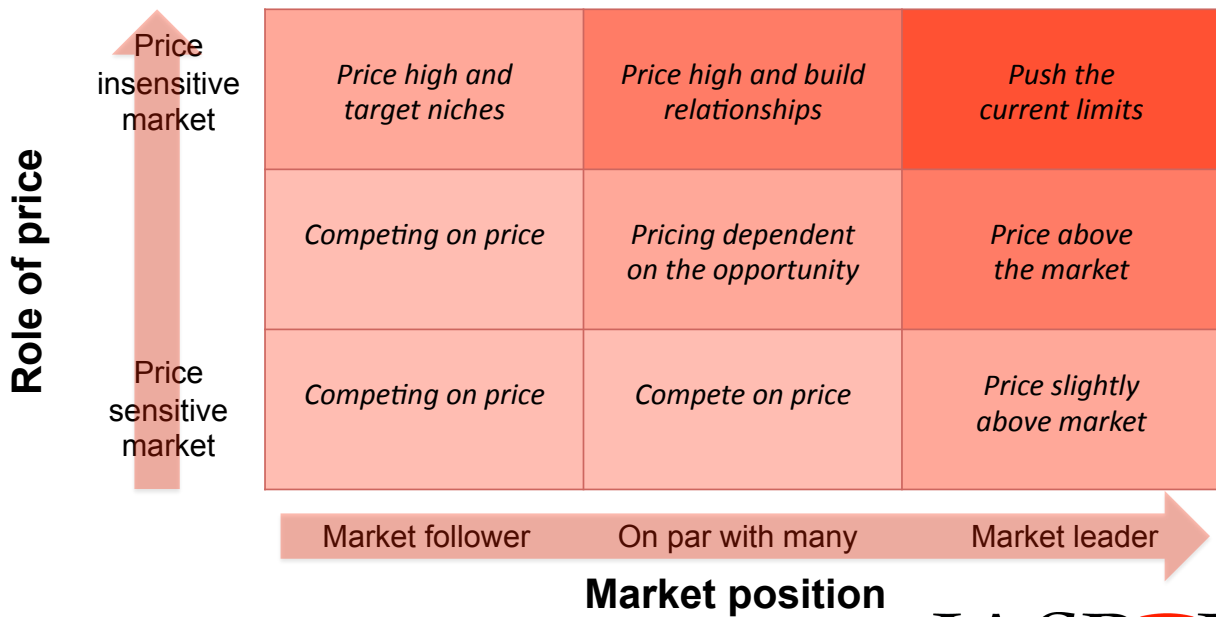 Role of price
Price
insensitive
market
Price
sensitive
market
Price high and
target niches
Price high and build
relationships
Push the
current limits
Competing on price
Pricing dependent
on the opportunity
Price above
the market
Competing on price
Compete on price
Price slightly
above market
Market follower
On par with many
Market leader
Market position